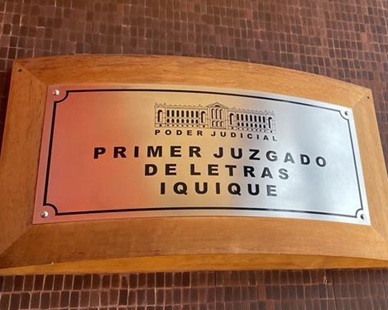 PODER JUDICIAL
PRIMER JUZGADO
DE LETRAS
IQUIQUE